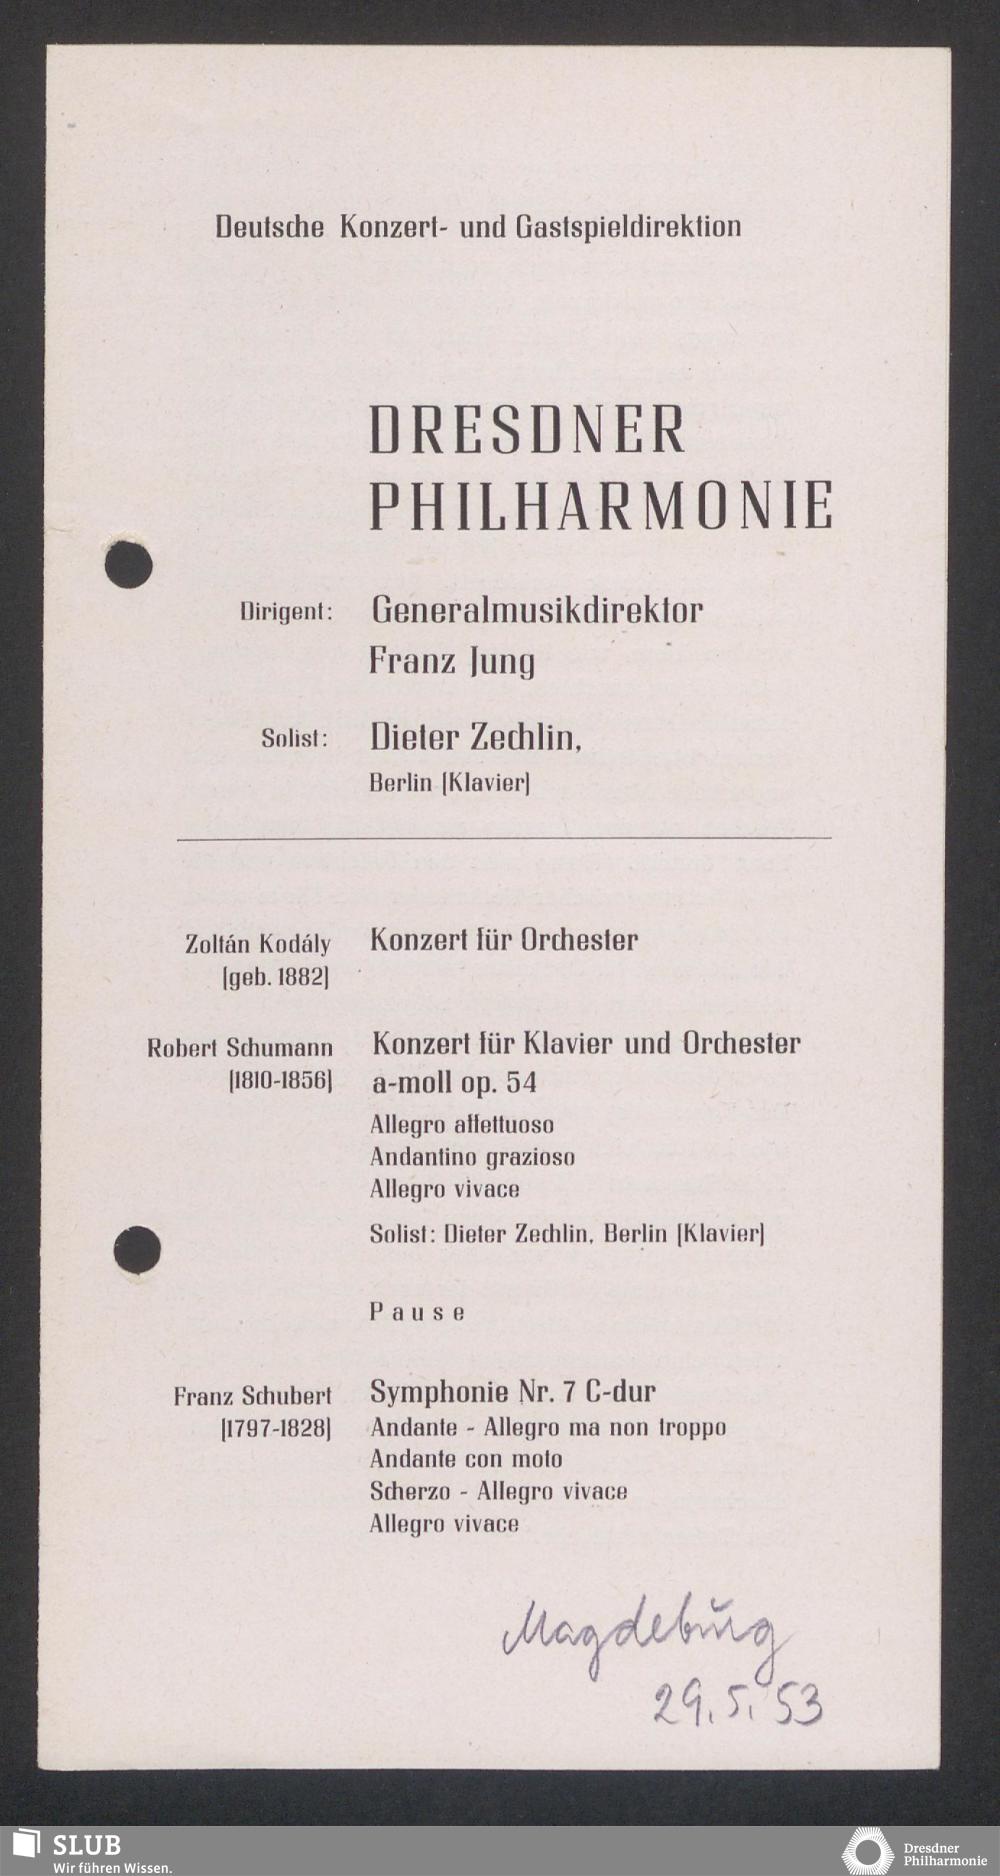 Deutsche Konzert- und Gastspieldirektion
DRESDNER
PHILHARMONIE
Dirigent: Generalmusikdirektor
Franz Jung
Solist: Dieter Zechlin,
Berlin (Klavier)
Zoltán Kodály Konzert für Orchester
(geb. 1882)
Robert Schumann Konzert für Klavier und Orchester
(1810-1856) a-moll op. 54
Allegro affettuoso
Andantino grazioso
Allegro vivace
Solist: Dieter Zechlin, Berlin (Klavier)
Pause
Franz Schubert Symphonie Nr. 7 C-dur
(1797-1828) Andante - Allegro ma non troppo
Andante con moto
Scherzo - Allegro vivace
Allegro vivace
Magdeburg
29.5.53
SLUB
Wir führen Wissen.
Dresdner
Philharmonie